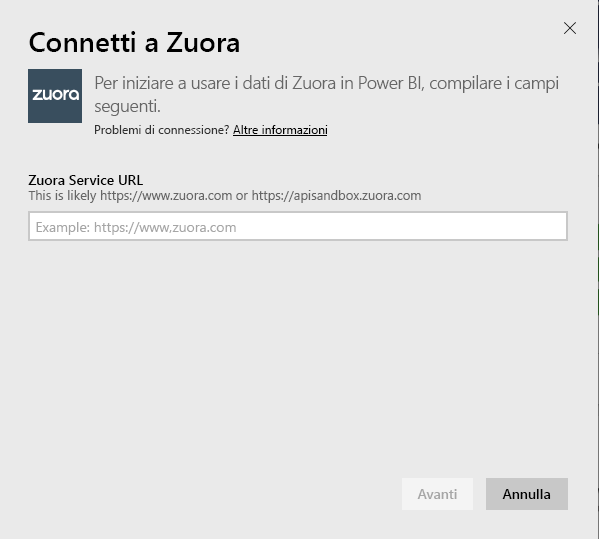 Connetti a Zuora
zuora
Per iniziare a usare i dati di Zuora in Power BI, compilare i campi
seguenti.
Problemi di connessione? Altre informazioni
Zuora Service URL
This is likely https://www.zuora.com or https://apisandbox.zuora.com
Example: https://www.zuora.com
Avanti
Annulla